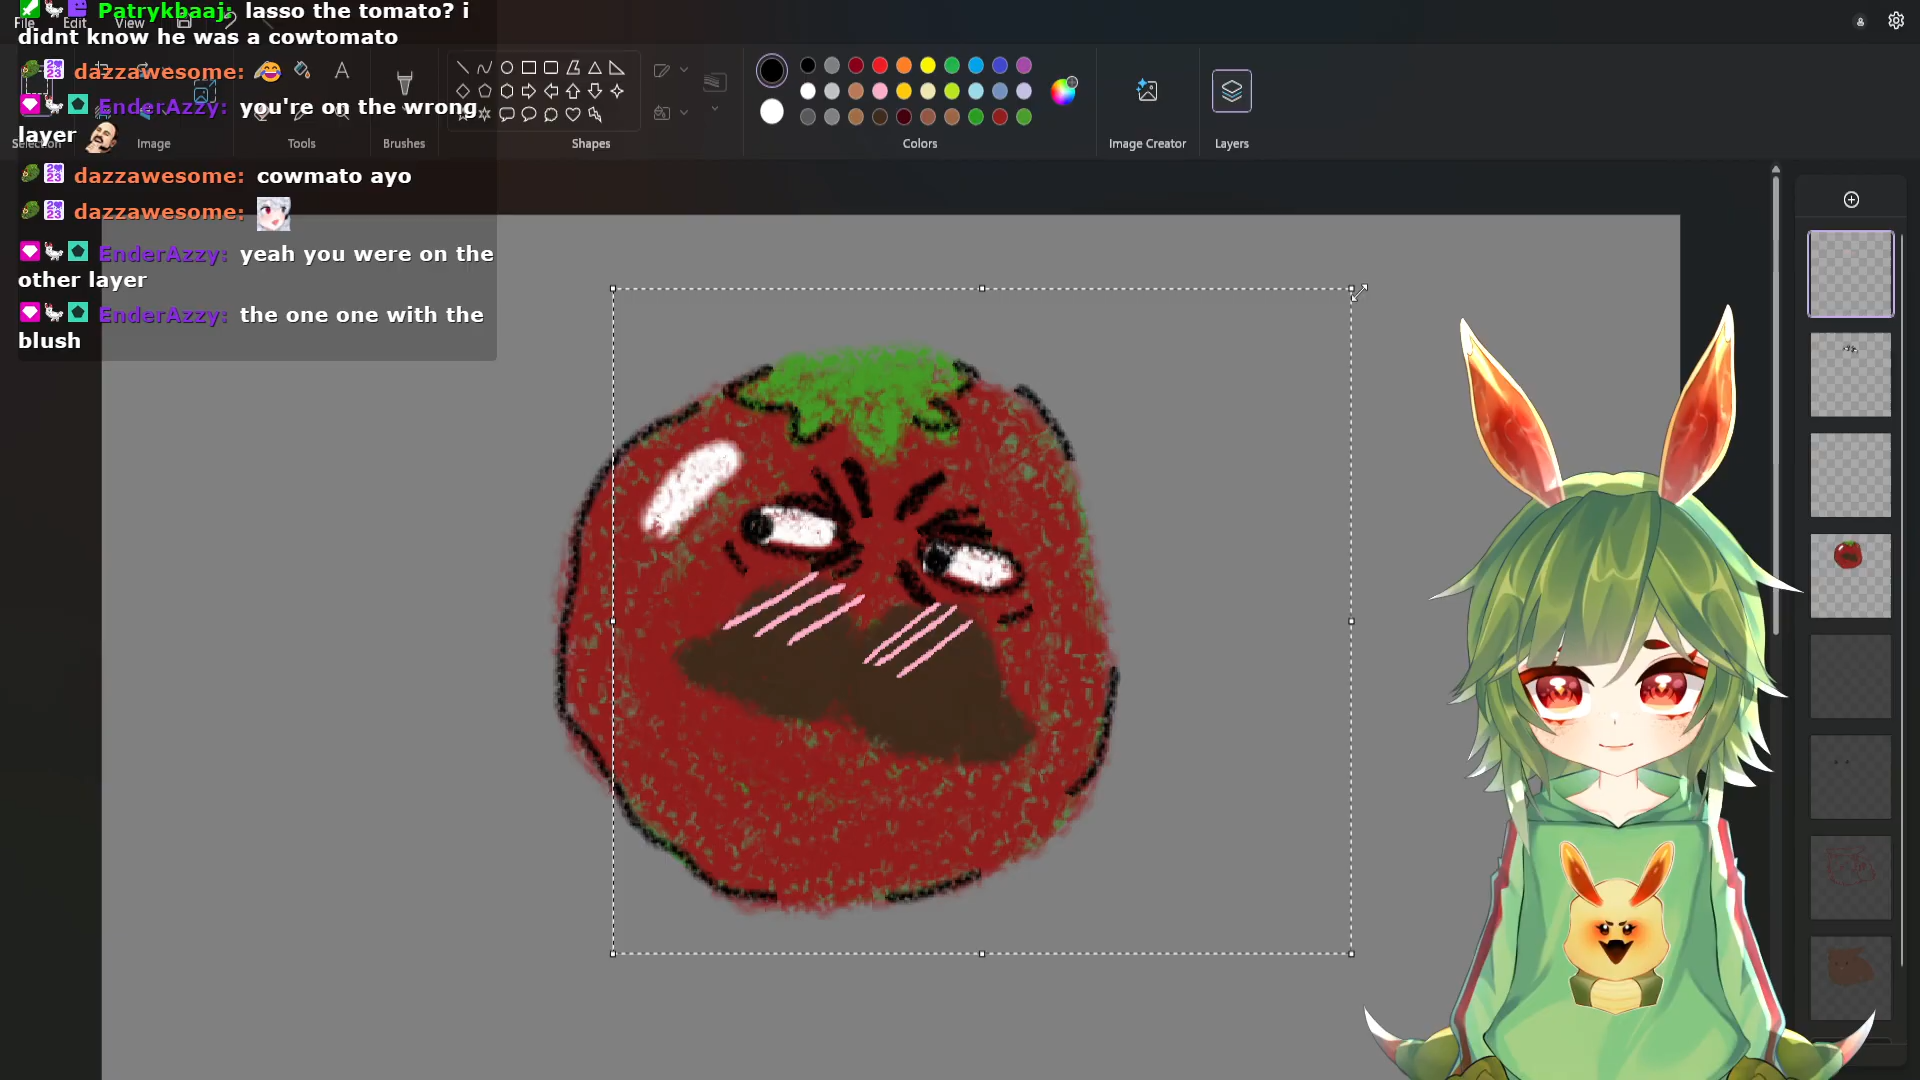 Patrykbaaj: lasso the tomato? i
File Edit View
didnt know he was a cowtomato
dazzawesome:
EnderAzzy: you're on the wrong
layer
Selection Image Tools Brushes Shapes Colors Image Creator Layers
dazzawesome: cowmato ayo
dazzawesome:
EnderAzzy: yeah you were on the
other layer
EnderAzzy: the one one with the
blush